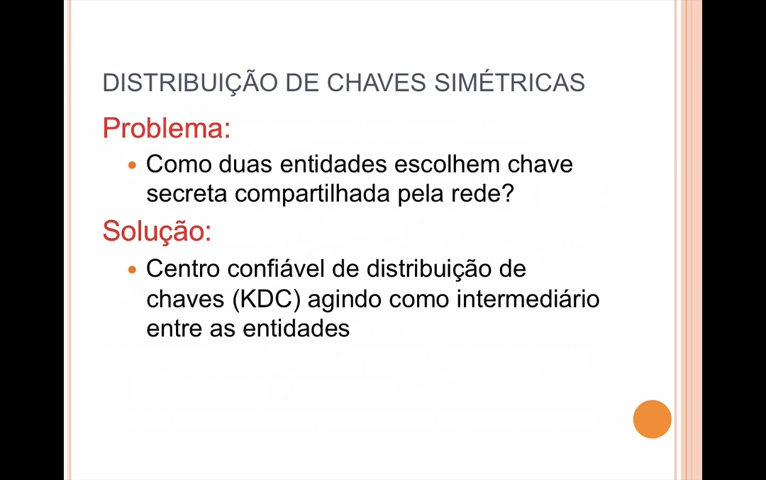 DISTRIBUIÇÃO DE CHAVES SIMÉTRICAS
Problema:
• Como duas entidades escolhem chave
secreta compartilhada pela rede?
Solução:
• Centro confiável de distribuição de
chaves (KDC) agindo como intermediário
entre as entidades